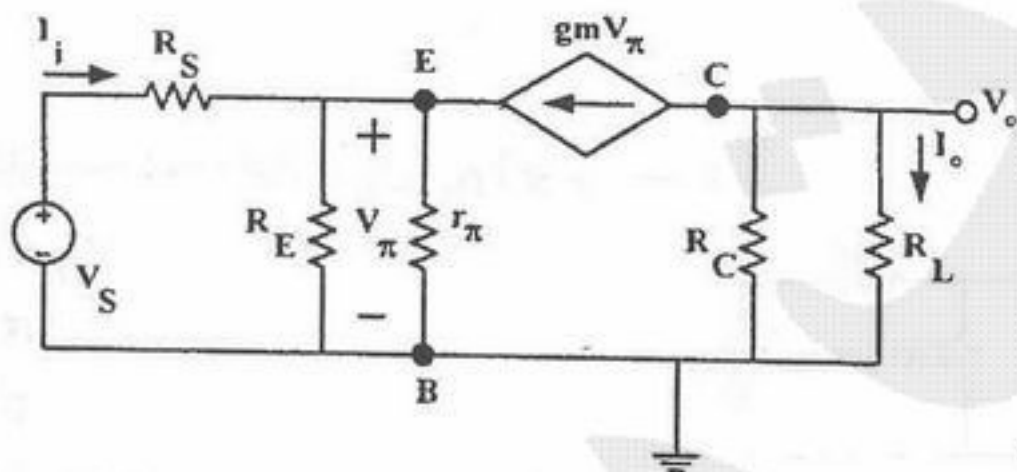 I_i
R_S
E
gmV_π
C
V_o
I_o
+
-
V_S
R_E
+
V_π
-
r_π
R_C
R_L
B